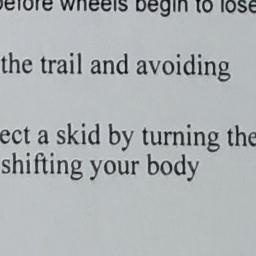 before wheels begin to lose
the trail and avoiding
ect a skid by turning the
shifting your body